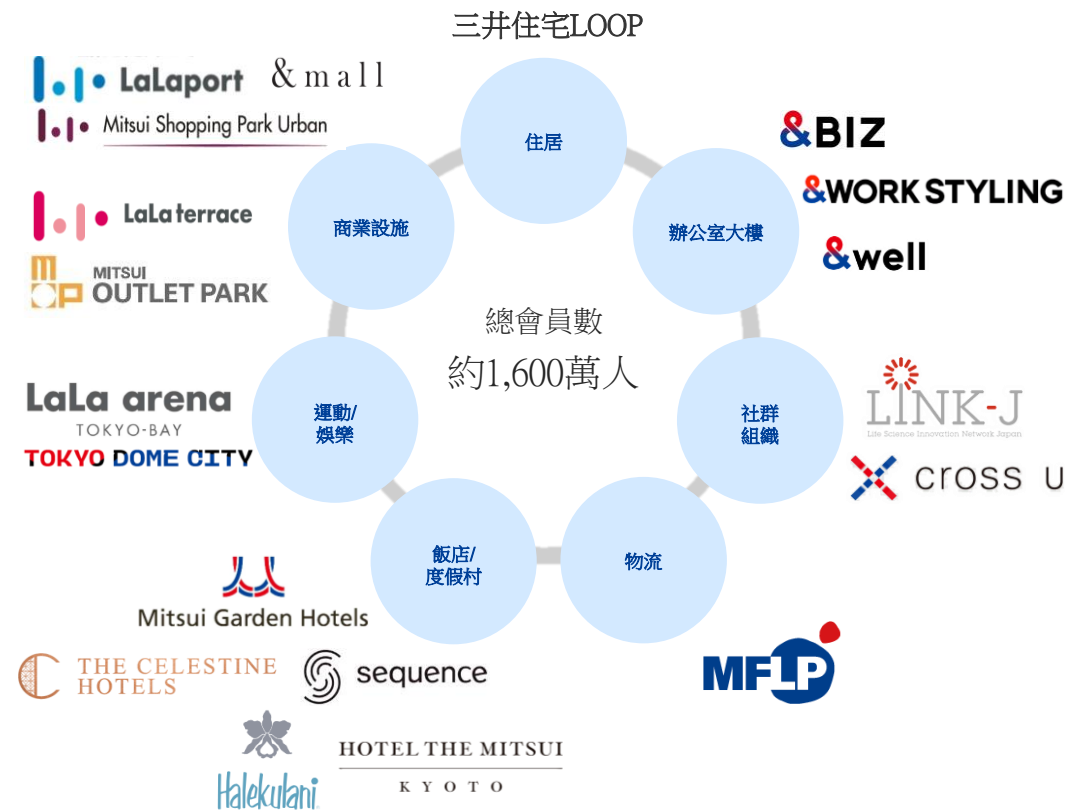 三井住宅LOOP
LaLaport
&mall
Mitsui Shopping Park Urban
LaLa terrace
MITSUI
OUTLET PARK
住居
商業設施
辦公室大樓
&BIZ
&WORK STYLING
&well
總會員數
約1,600萬人
LaLa arena
TOKYO-BAY
TOKYO DOME CITY
運動/
娛樂
社群
組織
LINK-J
Life Science Innovation Network Japan
cross U
飯店/
度假村
物流
Mitsui Garden Hotels
THE CELESTINE
HOTELS
sequence
MFLP
Halekulani
HOTEL THE MITSUI
KYOTO